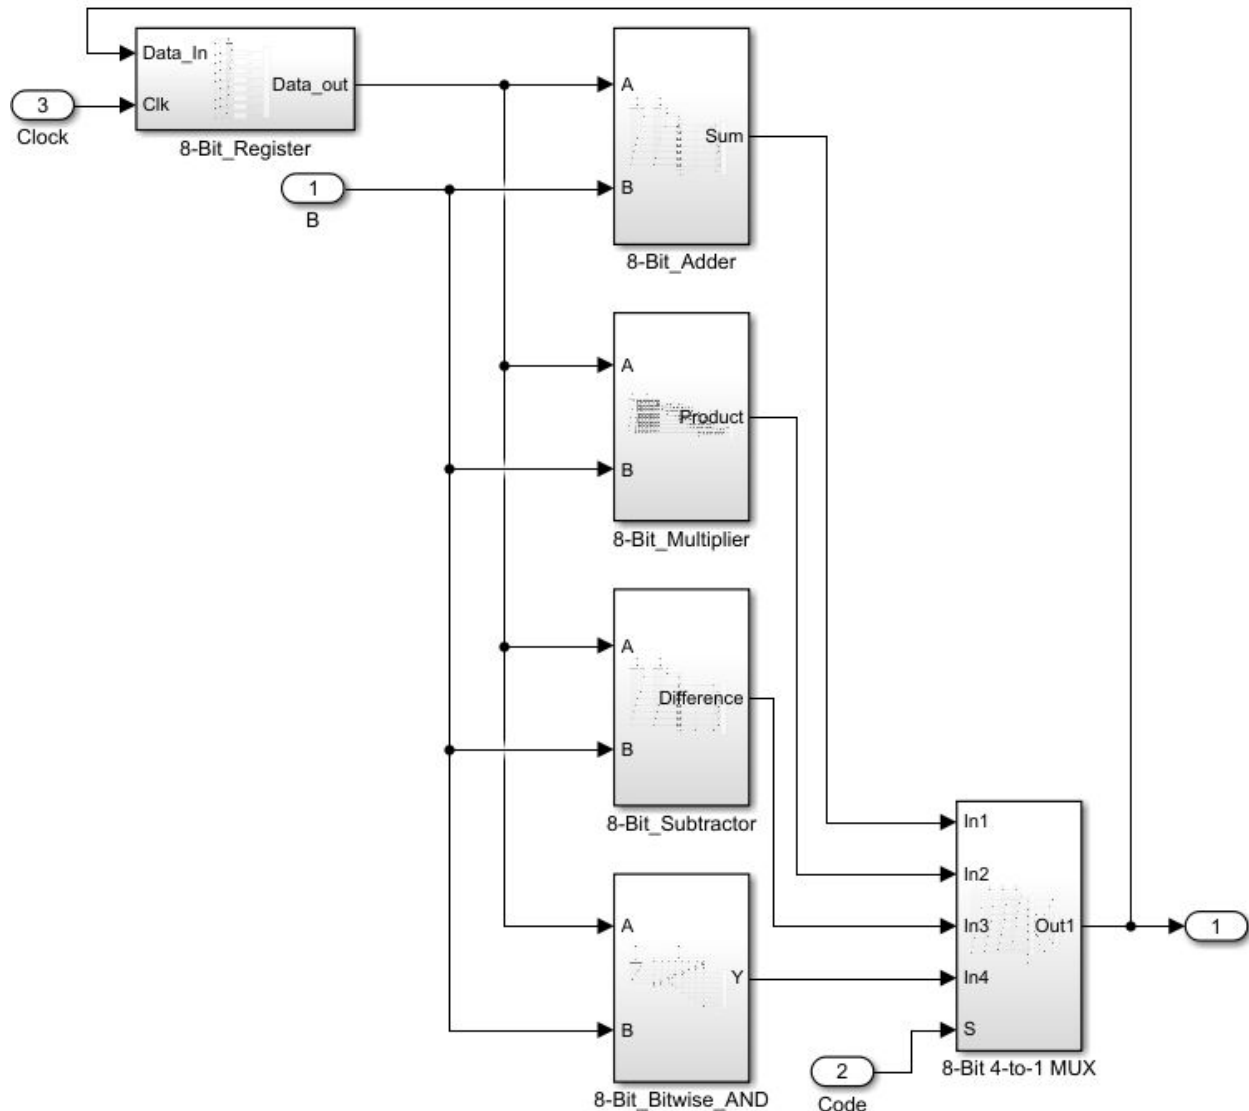 Data_In
Data_out
Clk
8-Bit_Register
3
Clock
1
B
A
Sum
B
8-Bit_Adder
A
Product
B
8-Bit_Multiplier
A
Difference
B
8-Bit_Subtractor
A
Y
B
8-Bit_Bitwise_AND
In1
In2
In3
Out1
In4
S
8-Bit 4-to-1 MUX
2
Code
1